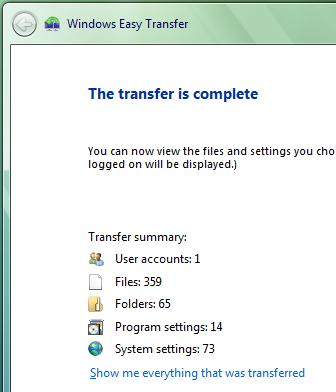 Windows Easy Transfer
The transfer is complete
You can now view the files and settings you cho
logged on will be displayed.)
Transfer summary:
User accounts: 1
Files: 359
Folders: 65
Program settings: 14
System settings: 73
Show me everything that was transferred